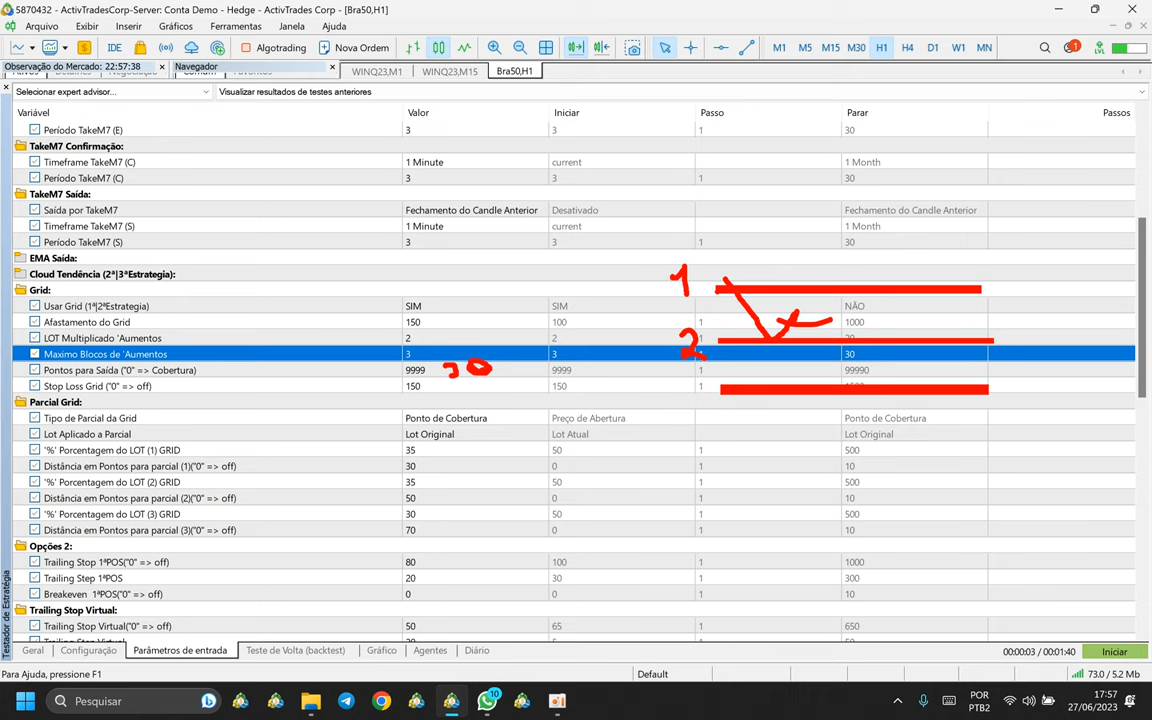 5870432 - ActivTradesCorp-Server: Conta Demo - Hedge - ActivTrades Corp - [Bra50,H1]
Arquivo Exibir Inserir Gráficos Ferramentas Janela Ajuda
IDE Algotrading Nova Ordem M1 M5 M15 M30 H1 H4 D1 W1 MN 1 LVL
Observação do Mercado: 22:57:38 Navegador
WINQ23,M1 WINQ23,M15 Bra50,H1
Selecionar expert advisor... Visualizar resultados de testes anteriores
Variável Valor Iniciar Passo Parar Passos
Período TakeM7 (E) 3 3 1 30
TakeM7 Confirmação:
Timeframe TakeM7 (C) 1 Minute current 1 Month
Período TakeM7 (C) 3 3 1 30
TakeM7 Saída:
Saída por TakeM7 Fechamento do Candle Anterior Desativado Fechamento do Candle Anterior
Timeframe TakeM7 (S) 1 Minute current 1 Month
Período TakeM7 (S) 3 3 1 30
EMA Saída:
Cloud Tendência (2ª|3ªEstrategia):
1
Grid:
Usar Grid (1ª|2ªEstrategia) SIM SIM NÃO
Afastamento do Grid 150 100 1 1000
LOT Multiplicado 'Aumentos 2 2 1
2
Maximo Blocos de 'Aumentos 3 3 30
Pontos para Saída ("0" => Cobertura) 9999 30 9999 1 99990
Stop Loss Grid ("0" => off) 150 150 1
Parcial Grid:
Tipo de Parcial da Grid Ponto de Cobertura Preço de Abertura Ponto de Cobertura
Lot Aplicado a Parcial Lot Original Lot Atual Lot Original
'%' Porcentagem do LOT (1) GRID 35 50 1 500
Distância em Pontos para parcial (1)("0" => off) 30 0 1 10
'%' Porcentagem do LOT (2) GRID 35 50 1 500
Distância em Pontos para parcial (2)("0" => off) 50 0 1 10
'%' Porcentagem do LOT (3) GRID 30 50 1 500
Distância em Pontos para parcial (3)("0" => off) 70 0 1 10
Opções 2:
Trailing Stop 1ªPOS("0" => off) 80 100 1 1000
Trailing Step 1ªPOS 20 30 1 300
Breakeven 1ªPOS("0" => off) 0 0 1 10
Trailing Stop Virtual:
Trailing Stop Virtual("0" => off) 50 65 1 650
Testador de Estratégia
Geral Configuração Parâmetros de entrada Teste de Volta (backtest) Gráfico Agentes Diário 00:00:03 / 00:01:40 Iniciar
Para Ajuda, pressione F1 Default 73.0 / 5.2 Mb
Pesquisar 10 POR PTB2 17:57 27/06/2023